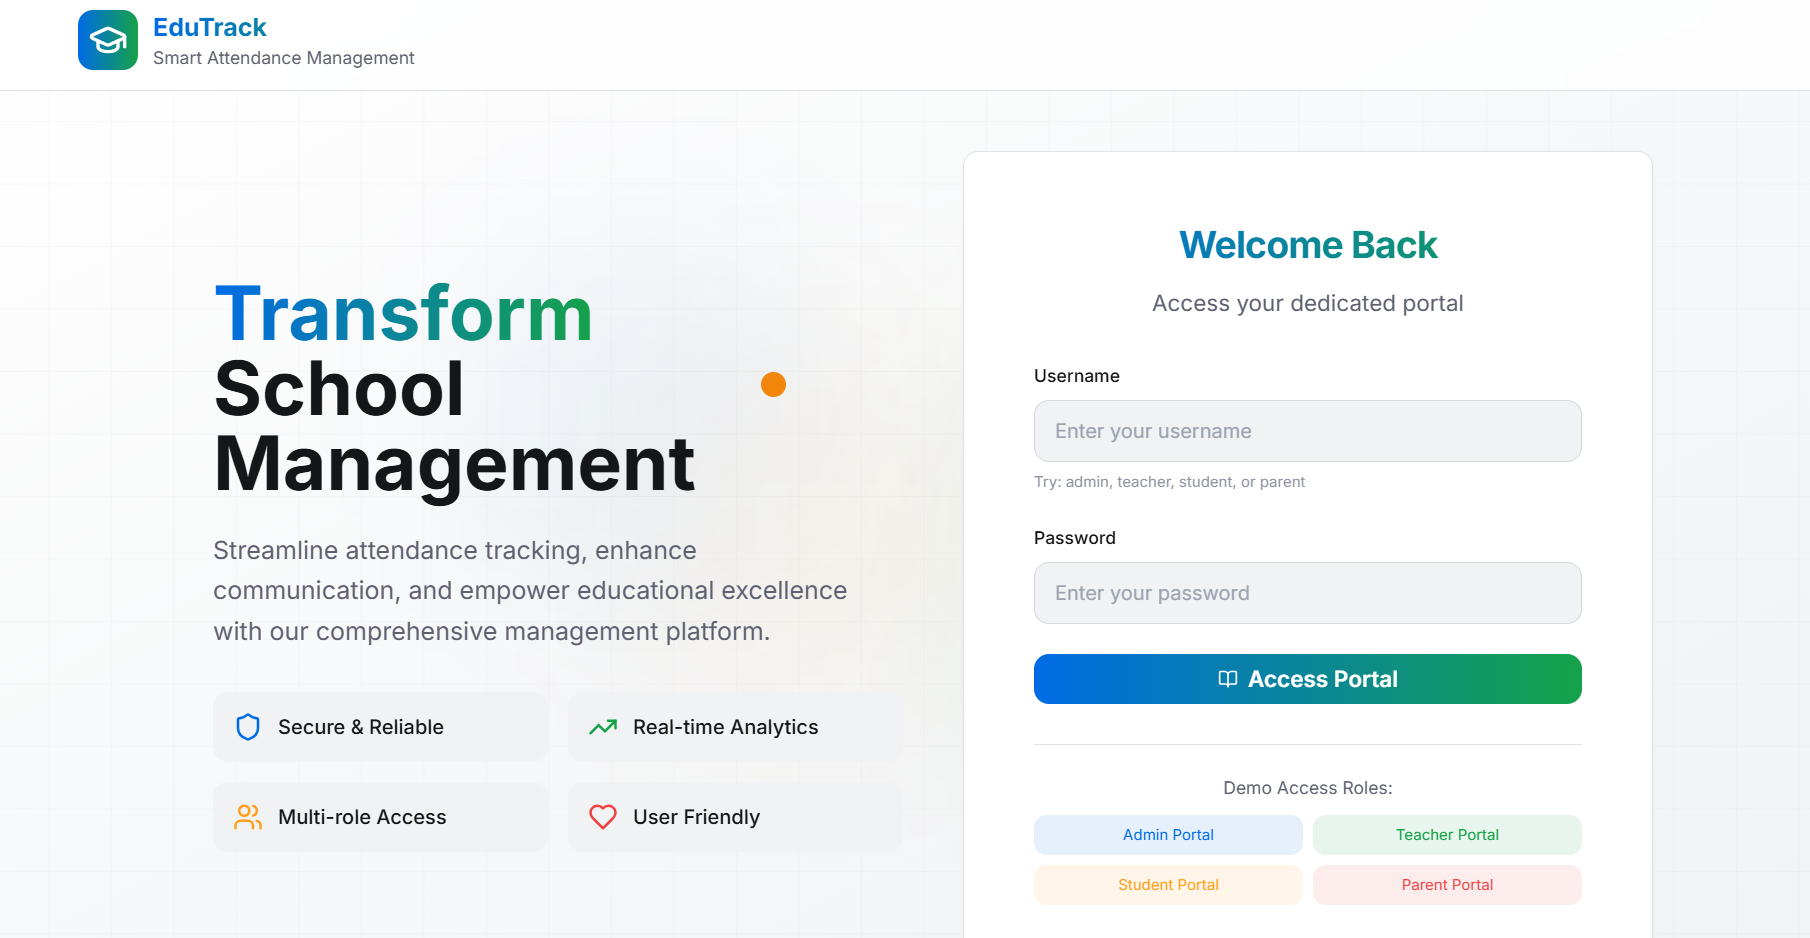 EduTrack
Smart Attendance Management
Transform
School
Management
Streamline attendance tracking, enhance
communication, and empower educational excellence
with our comprehensive management platform.
Secure & Reliable
Real-time Analytics
Multi-role Access
User Friendly
Welcome Back
Access your dedicated portal
Username
Enter your username
Try: admin, teacher, student, or parent
Password
Enter your password
Access Portal
Demo Access Roles:
Admin Portal
Teacher Portal
Student Portal
Parent Portal